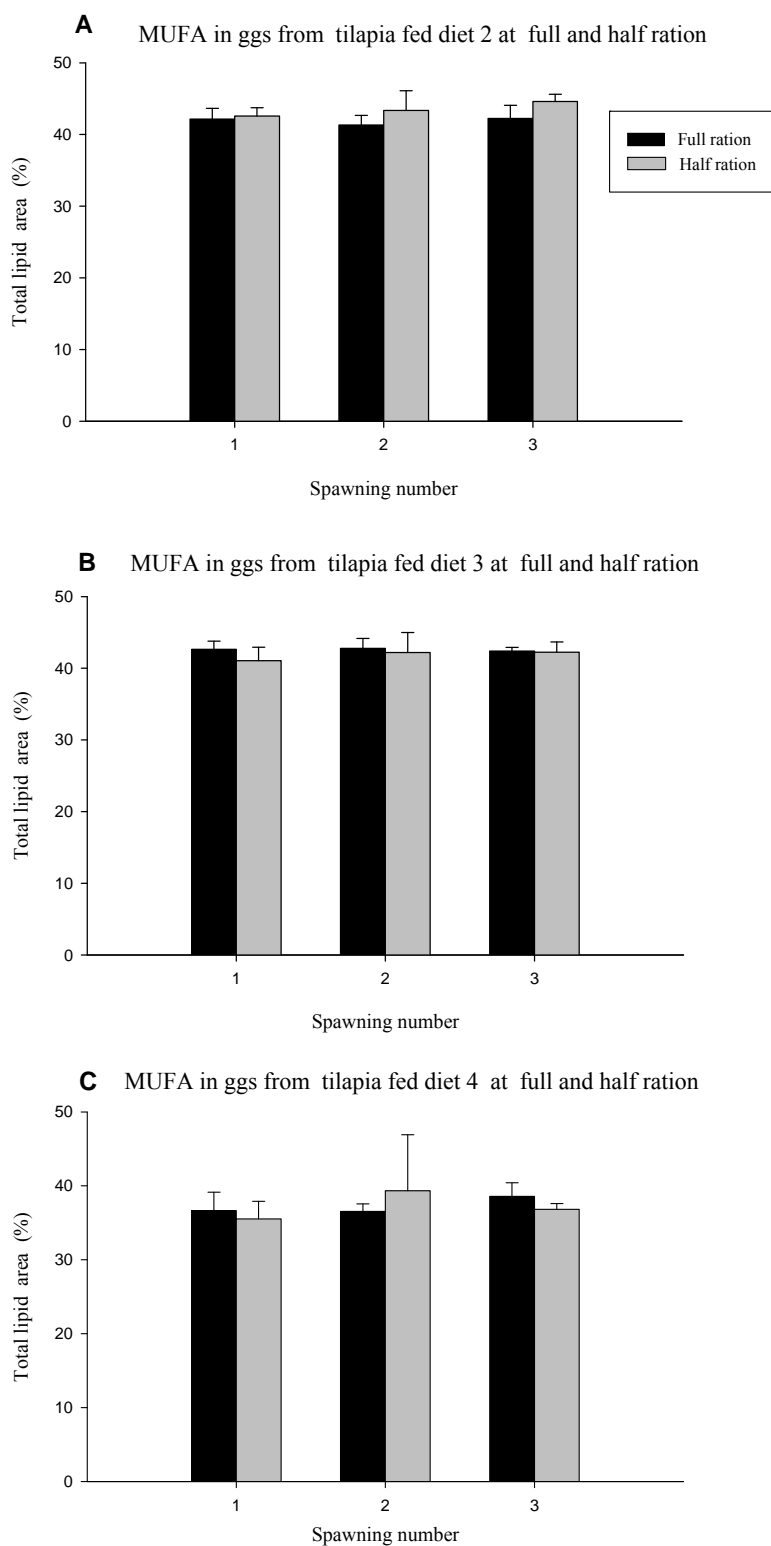 A
MUFA in ggs from tilapia fed diet 2 at full and half ration
50
40
30
20
10
0
Total lipid area (%)
Full ration
Half ration
1 2 3
Spawning number
B
MUFA in ggs from tilapia fed diet 3 at full and half ration
50
40
30
20
10
0
Total lipid area (%)
1 2 3
Spawning number
C
MUFA in ggs from tilapia fed diet 4 at full and half ration
50
40
30
20
10
0
Total lipid area (%)
1 2 3
Spawning number